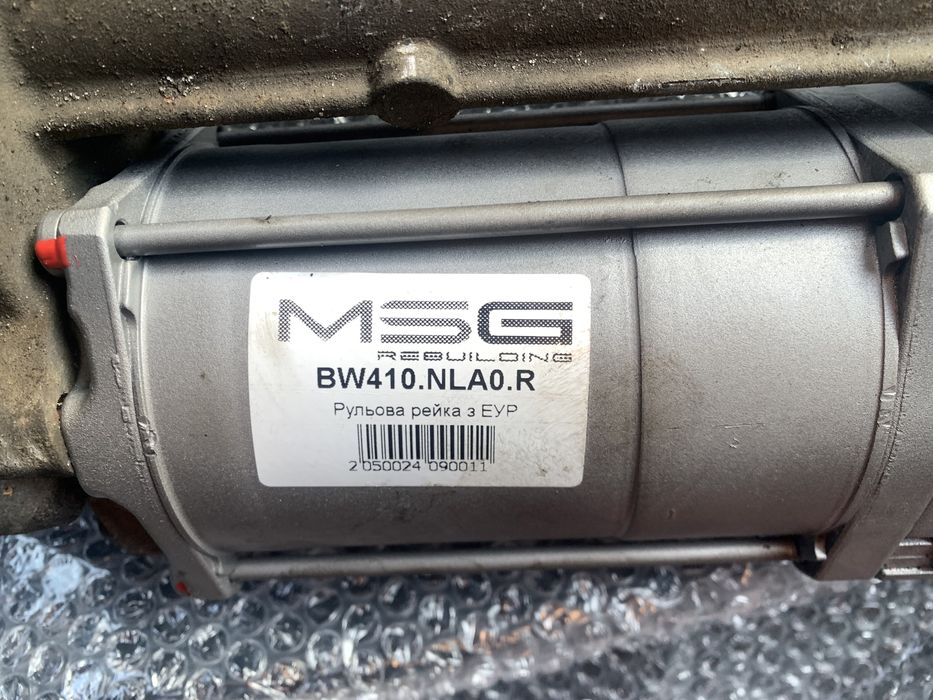 MSG
REBUILDING
BW410.NLA0.R
Рульова рейка з ЕУР
2 050024 090011